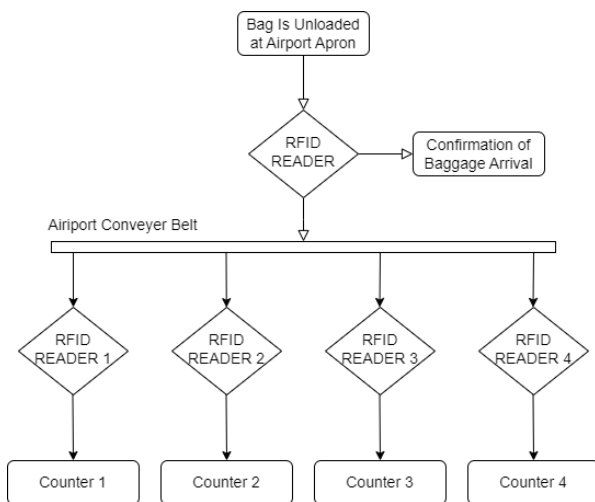 Bag Is Unloaded
at Airport Apron
RFID
READER
Confirmation of
Baggage Arrival
Airiport Conveyer Belt
RFID
READER 1
RFID
READER 2
RFID
READER 3
RFID
READER 4
Counter 1
Counter 2
Counter 3
Counter 4